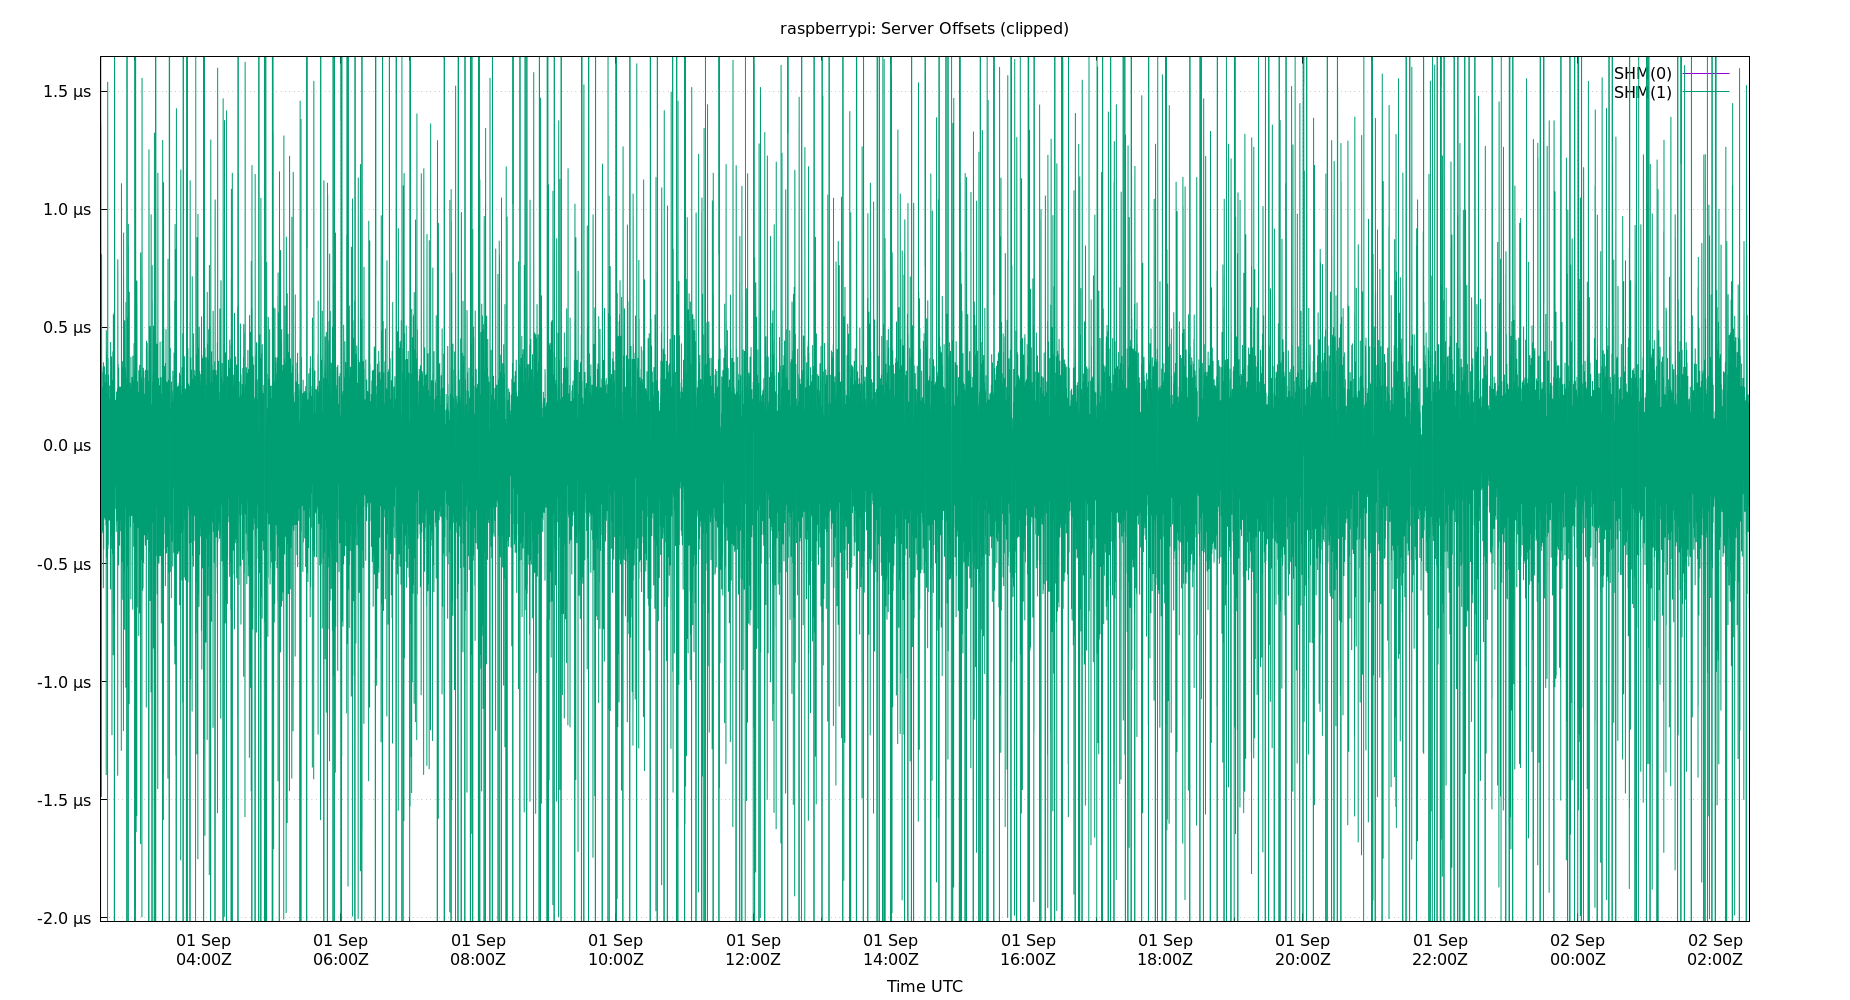 raspberrypi: Server Offsets (clipped)
SHM(0)
SHM(1)
1.5 µs
1.0 µs
0.5 µs
0.0 µs
-0.5 µs
-1.0 µs
-1.5 µs
-2.0 µs
01 Sep 01 Sep 01 Sep 01 Sep 01 Sep 01 Sep 01 Sep 01 Sep 01 Sep 01 Sep 02 Sep 02 Sep
04:00Z 06:00Z 08:00Z 10:00Z 12:00Z 14:00Z 16:00Z 18:00Z 20:00Z 22:00Z 00:00Z 02:00Z
Time UTC